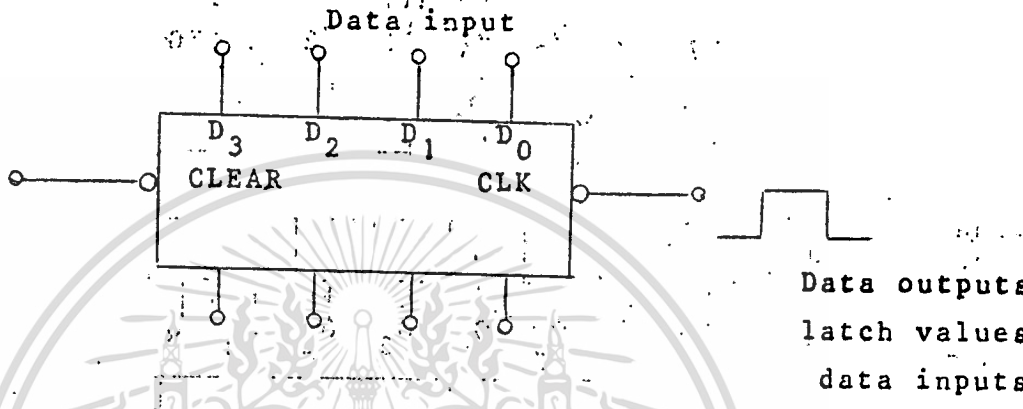 Data input
D3 D2 D1 D0
CLEAR CLK
Data outputs
latch values
data inputs